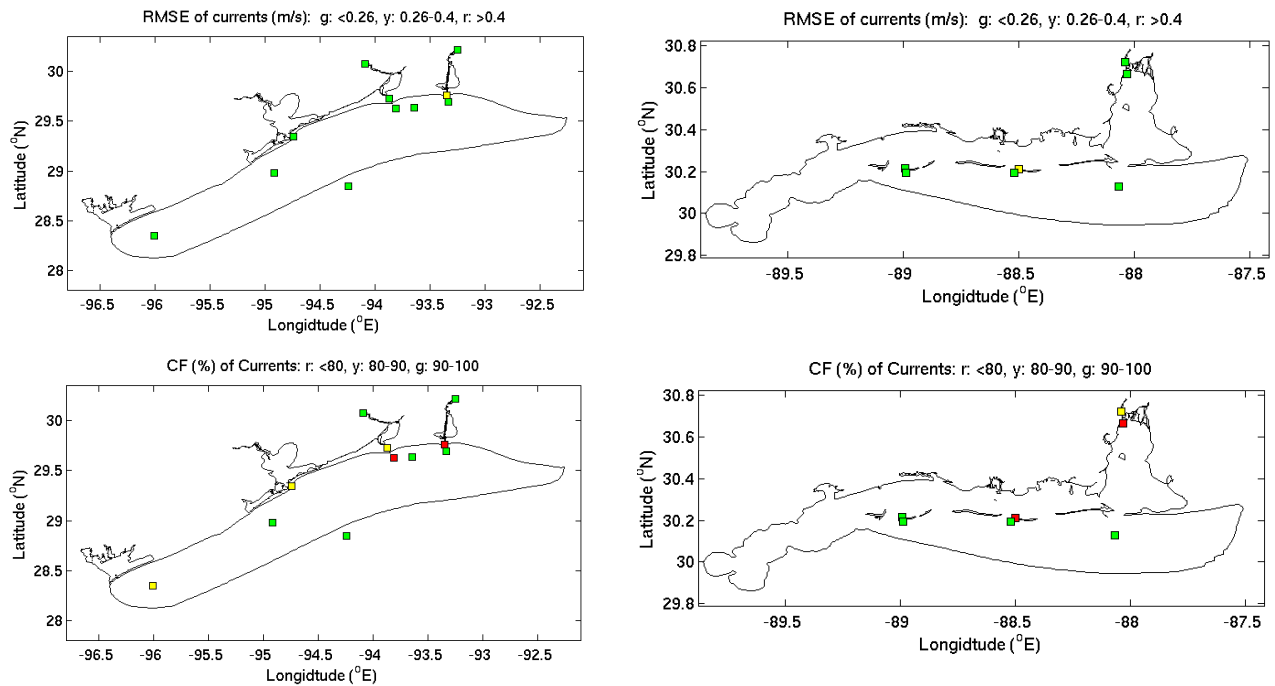 RMSE of currents (m/s): g: <0.26, y: 0.26-0.4, r: >0.4
Latitude (°N)
30
29.5
29
28.5
28
-96.5 -96 -95.5 -95 -94.5 -94 -93.5 -93 -92.5
Longidtude (°E)
RMSE of currents (m/s): g: <0.26, y: 0.26-0.4, r: >0.4
Latitude (°N)
30.8
30.6
30.4
30.2
30
29.8
-89.5 -89 -88.5 -88 -87.5
Longidtude (°E)
CF (%) of Currents: r: <80, y: 80-90, g: 90-100
Latitude (°N)
30
29.5
29
28.5
28
-96.5 -96 -95.5 -95 -94.5 -94 -93.5 -93 -92.5
Longidtude (°E)
CF (%) of Currents: r: <80, y: 80-90, g: 90-100
Latitude (°N)
30.8
30.6
30.4
30.2
30
29.8
-89.5 -89 -88.5 -88 -87.5
Longidtude (°E)